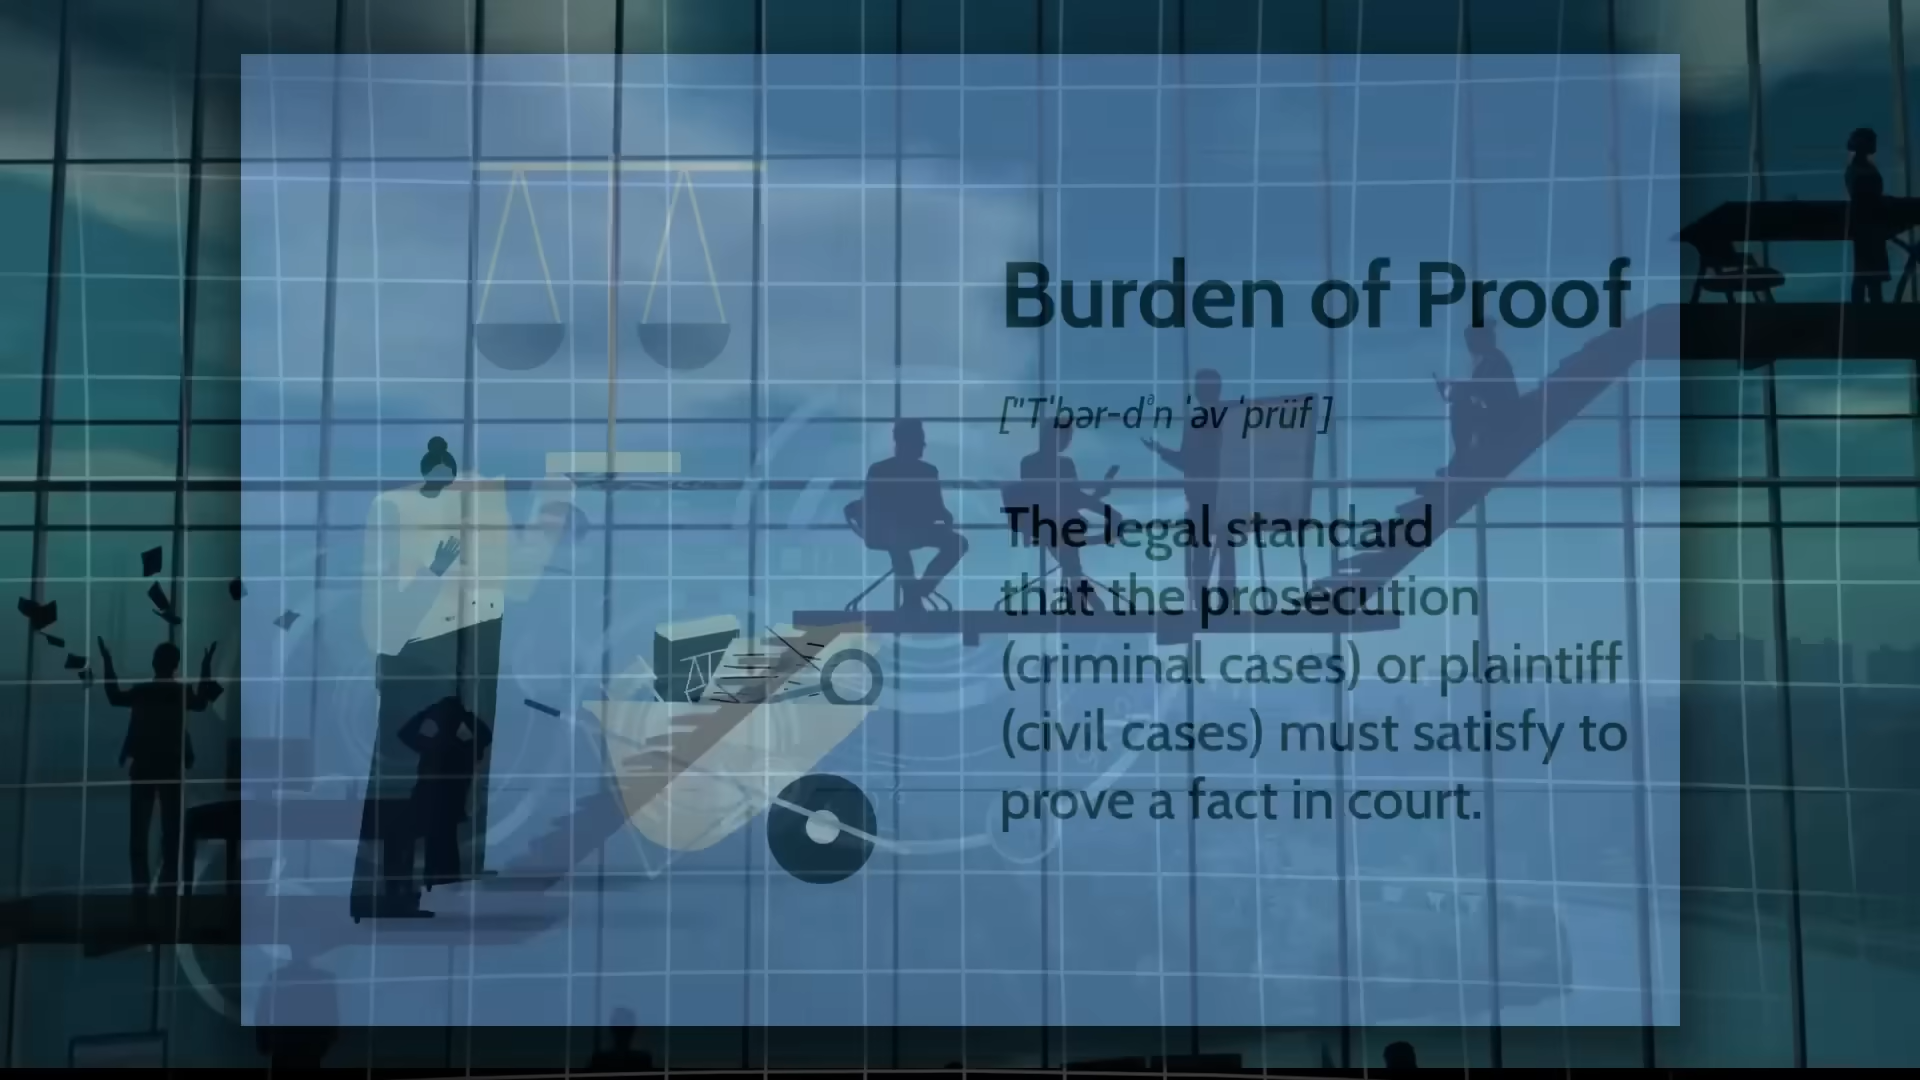 Burden of Proof
["T'bər-dᵊn 'əv 'prüf ]
The legal standard
that the prosecution
(criminal cases) or plaintiff
(civil cases) must satisfy to
prove a fact in court.